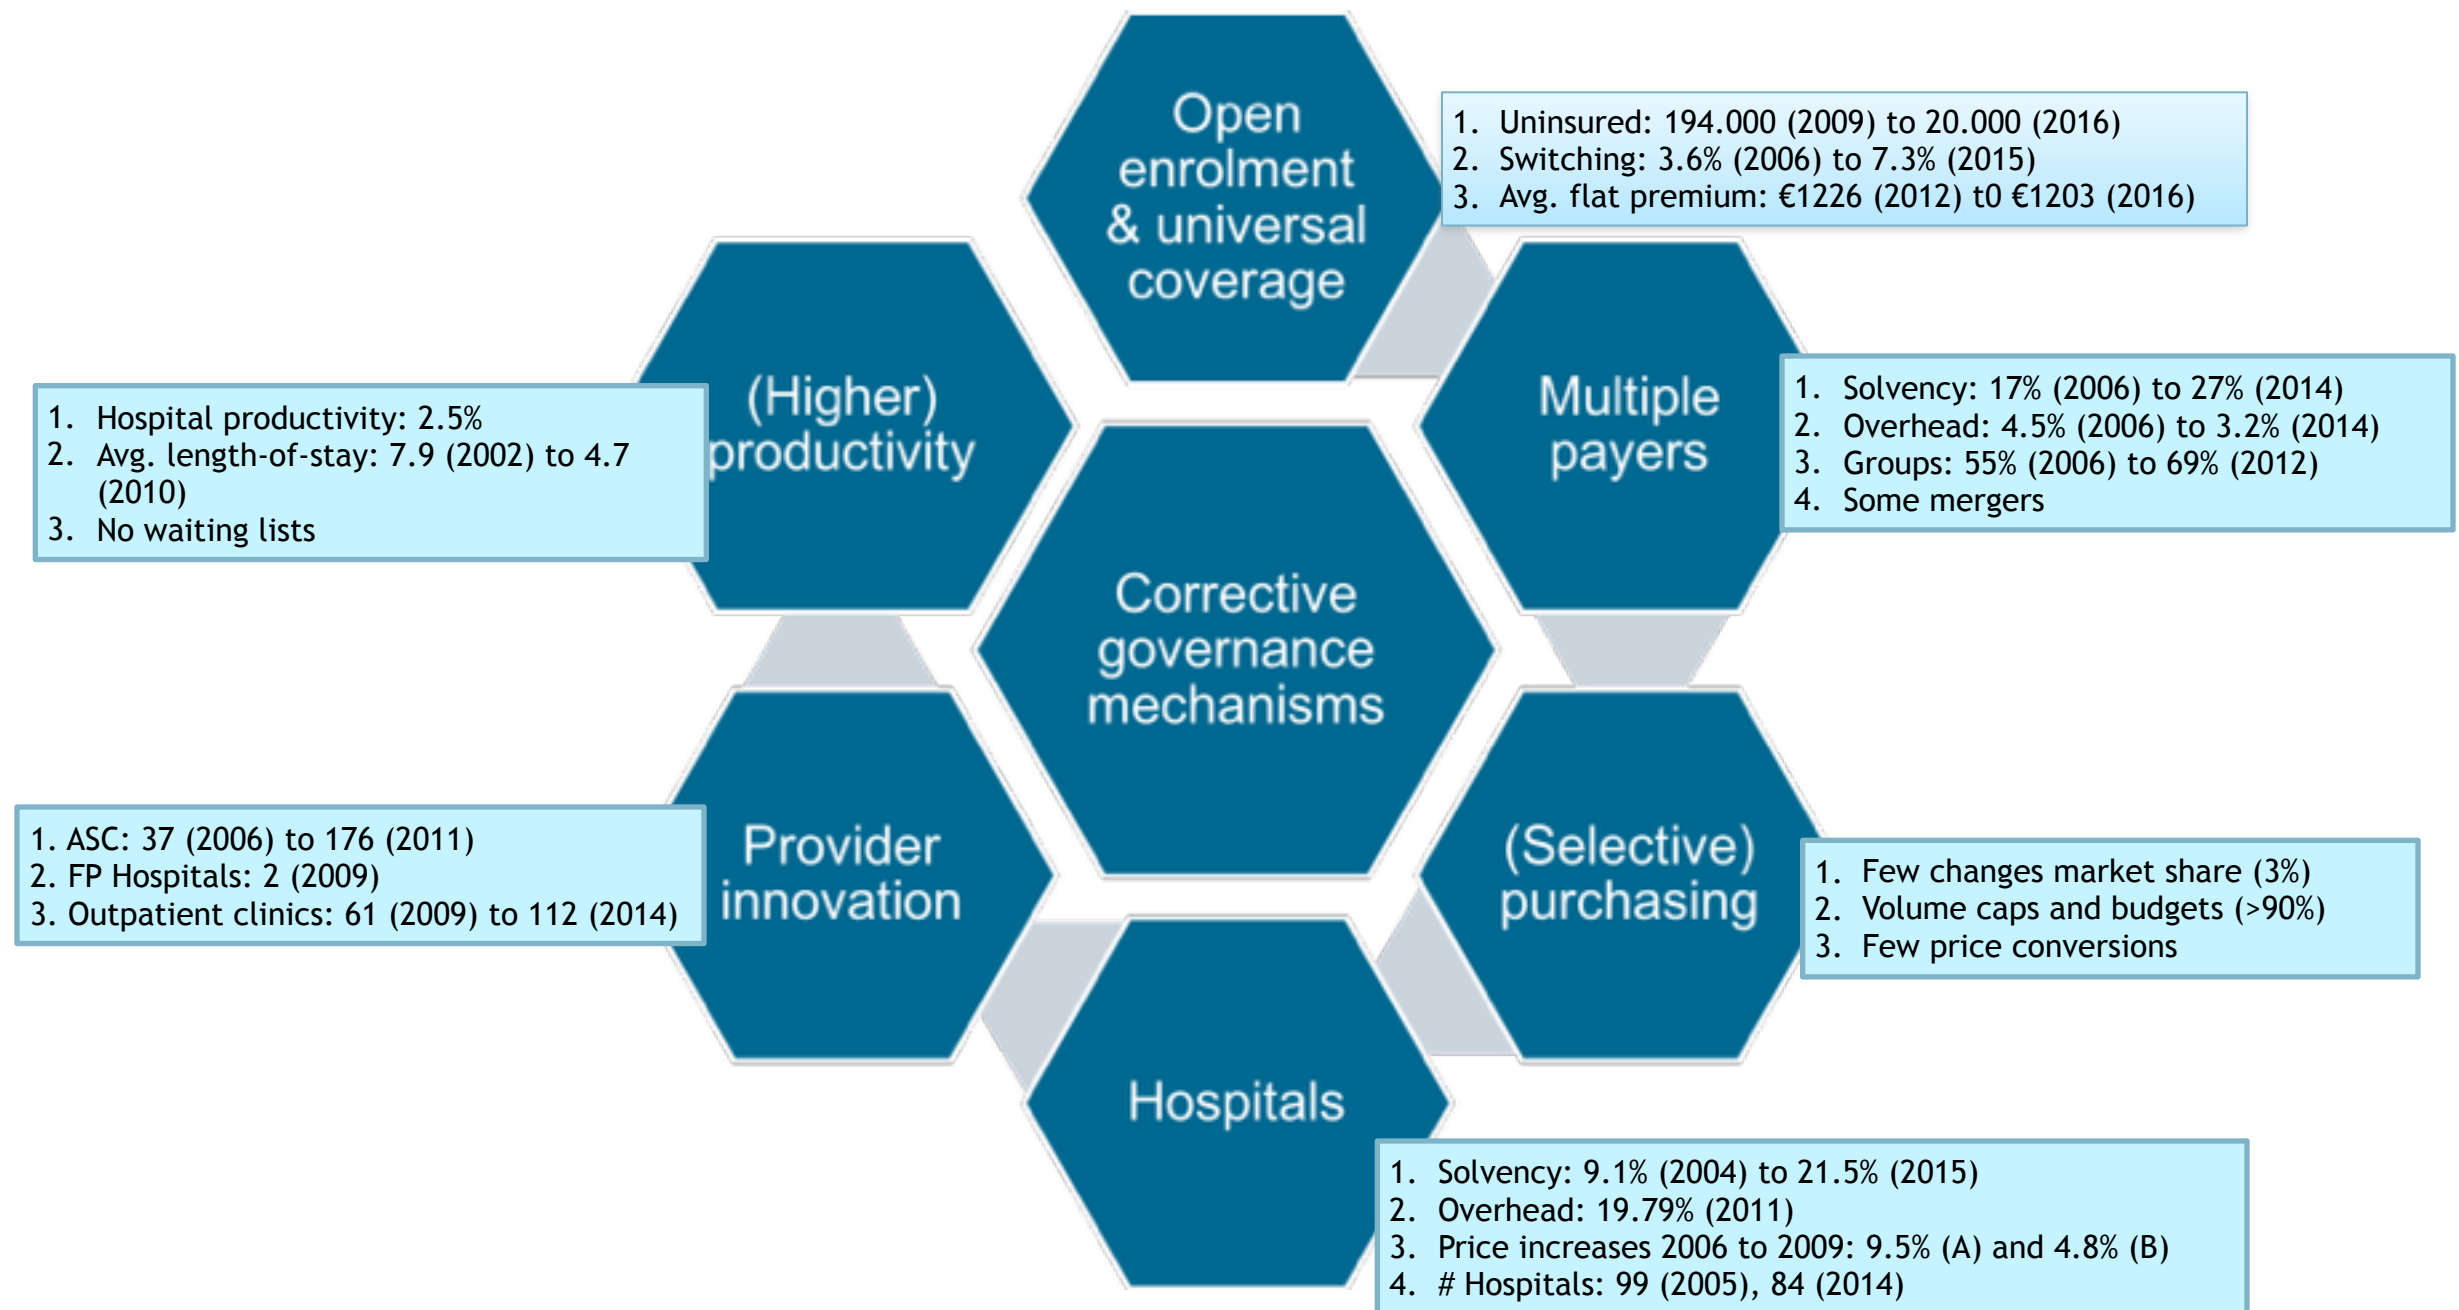 Open
enrolment
& universal
coverage
1. Uninsured: 194.000 (2009) to 20.000 (2016)
2. Switching: 3.6% (2006) to 7.3% (2015)
3. Avg. flat premium: €1226 (2012) t0 €1203 (2016)
Multiple
payers
1. Solvency: 17% (2006) to 27% (2014)
2. Overhead: 4.5% (2006) to 3.2% (2014)
3. Groups: 55% (2006) to 69% (2012)
4. Some mergers
(Selective)
purchasing
1. Few changes market share (3%)
2. Volume caps and budgets (>90%)
3. Few price conversions
Hospitals
1. Solvency: 9.1% (2004) to 21.5% (2015)
2. Overhead: 19.79% (2011)
3. Price increases 2006 to 2009: 9.5% (A) and 4.8% (B)
4. # Hospitals: 99 (2005), 84 (2014)
Provider
innovation
1. ASC: 37 (2006) to 176 (2011)
2. FP Hospitals: 2 (2009)
3. Outpatient clinics: 61 (2009) to 112 (2014)
(Higher)
productivity
1. Hospital productivity: 2.5%
2. Avg. length-of-stay: 7.9 (2002) to 4.7
(2010)
3. No waiting lists
Corrective
governance
mechanisms